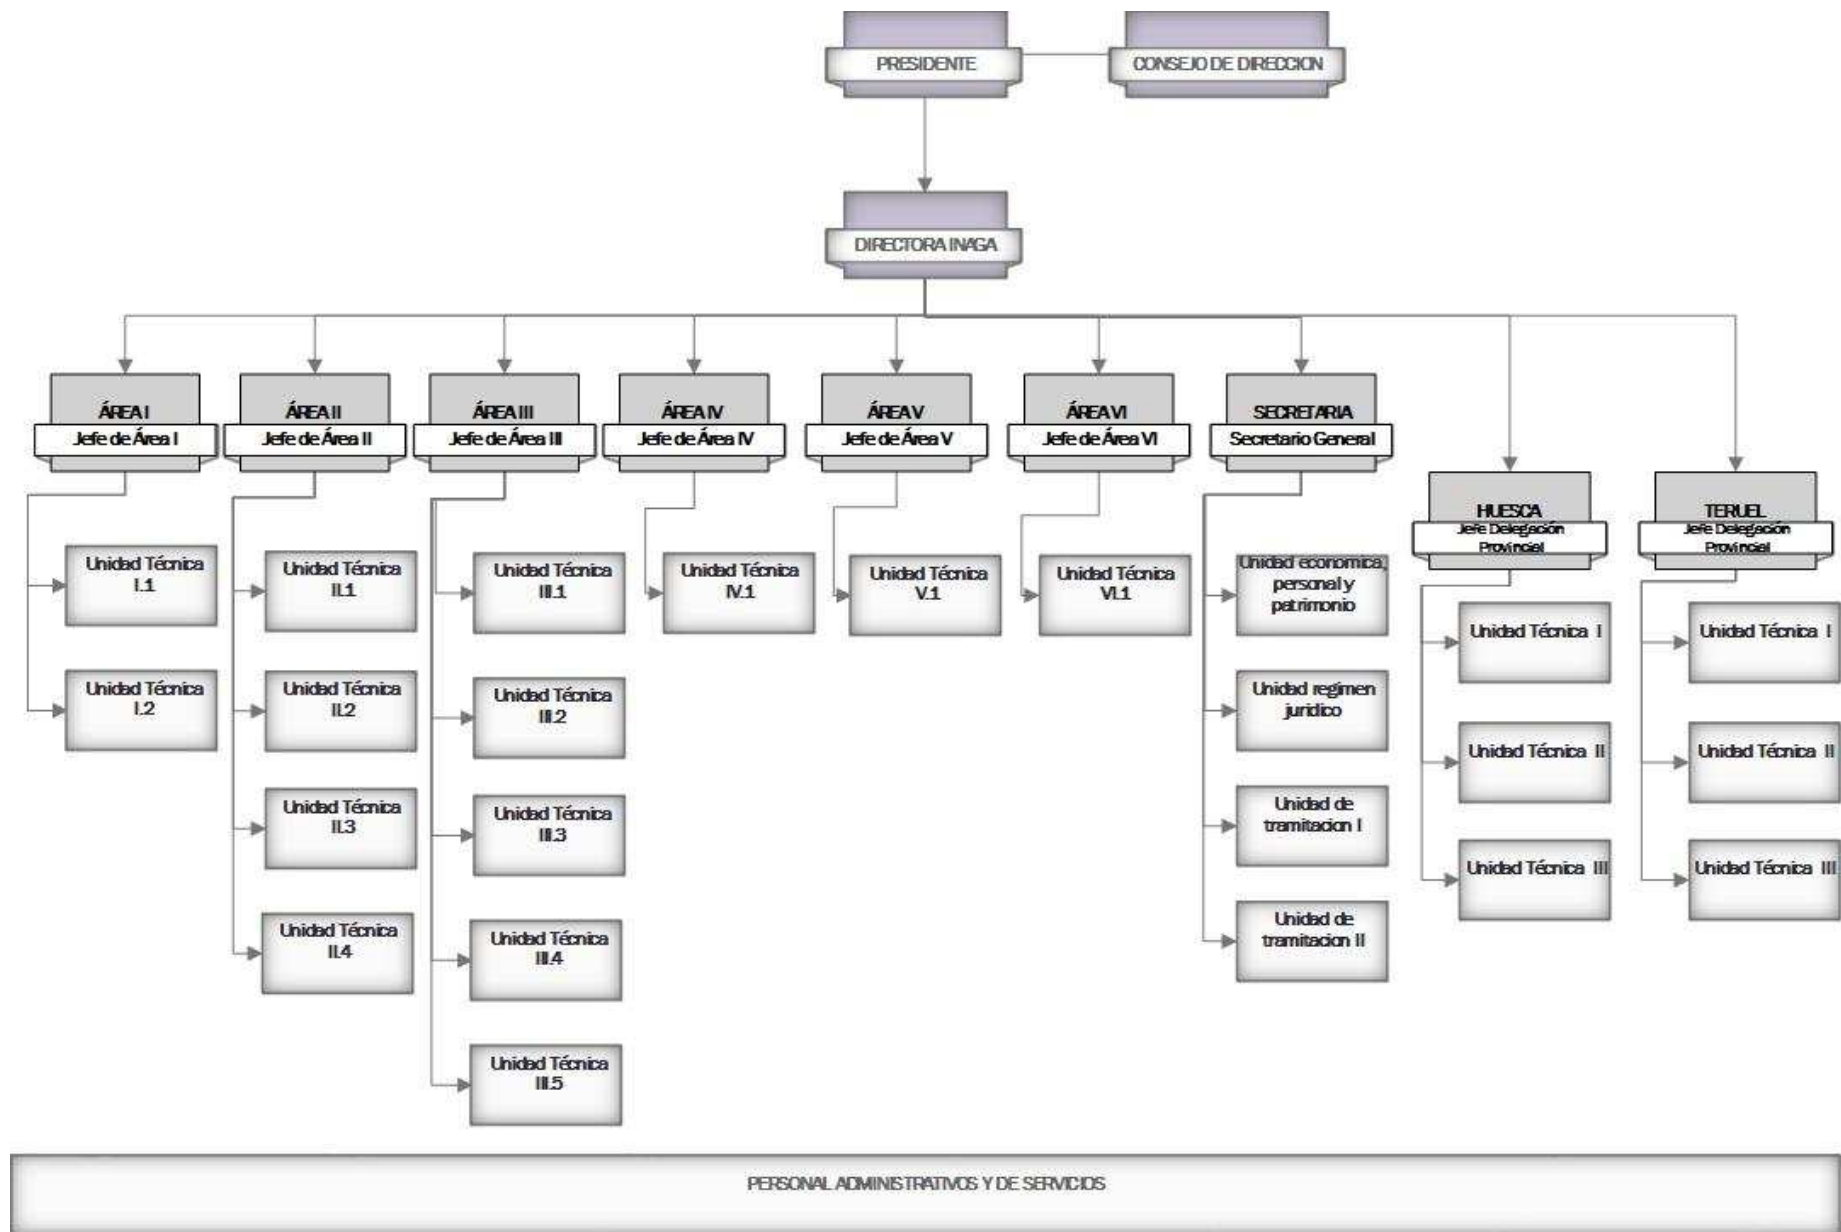 PRESIDENTE
CONSEJO DE DIRECCION
DIRECTORA INAGA
ÁREA I
Jefe de Área I
ÁREA II
Jefe de Área II
ÁREA III
Jefe de Área III
ÁREA IV
Jefe de Área IV
ÁREA V
Jefe de Área V
ÁREA VI
Jefe de Área VI
SECRETARIA
Secretario General
HUESCA
Jefe Delegación
Provincial
TERUEL
Jefe Delegación
Provincial
Unidad Técnica
I.1
Unidad Técnica
I.2
Unidad Técnica
II.1
Unidad Técnica
II.2
Unidad Técnica
II.3
Unidad Técnica
II.4
Unidad Técnica
III.1
Unidad Técnica
III.2
Unidad Técnica
III.3
Unidad Técnica
III.4
Unidad Técnica
III.5
Unidad Técnica
IV.1
Unidad Técnica
V.1
Unidad Técnica
VI.1
Unidad economica,
personal y
patrimonio
Unidad regimen
juridico
Unidad de
tramitacion I
Unidad de
tramitacion II
Unidad Técnica I
Unidad Técnica II
Unidad Técnica III
Unidad Técnica I
Unidad Técnica II
Unidad Técnica III
PERSONAL ADMINISTRATIVOS Y DE SERVICIOS